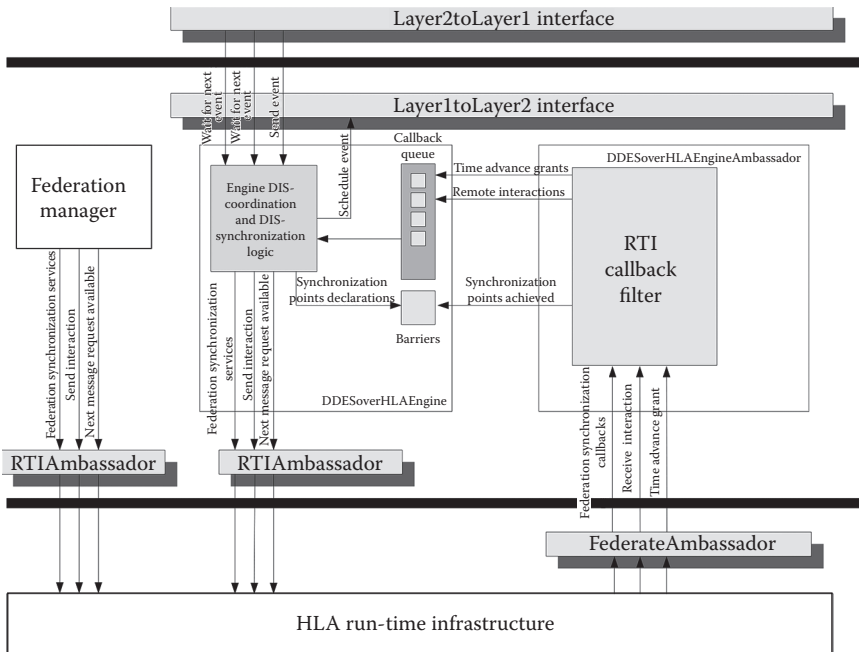 Layer2toLayer1 interface
Wait for next
event
Wait for next
event
Send event
Layer1toLayer2 interface
Schedule event
Callback
queue
DDESoverHLAEngineAmbassador
Time advance grants
Remote interactions
Federation
manager
Engine DIS-
coordination
and DIS-
synchronization
logic
RTI
callback
filter
Synchronization
points declarations
Synchronization
points achieved
Barriers
Federation synchronization services
Send interaction
Next message request available
Federation synchronization
services
Send interaction
Next message request available
DDESoverHLAEngine
Federation synchronization
callbacks
Receive interaction
Time advance grant
RTIAmbassador
RTIAmbassador
FederateAmbassador
HLA run-time infrastructure